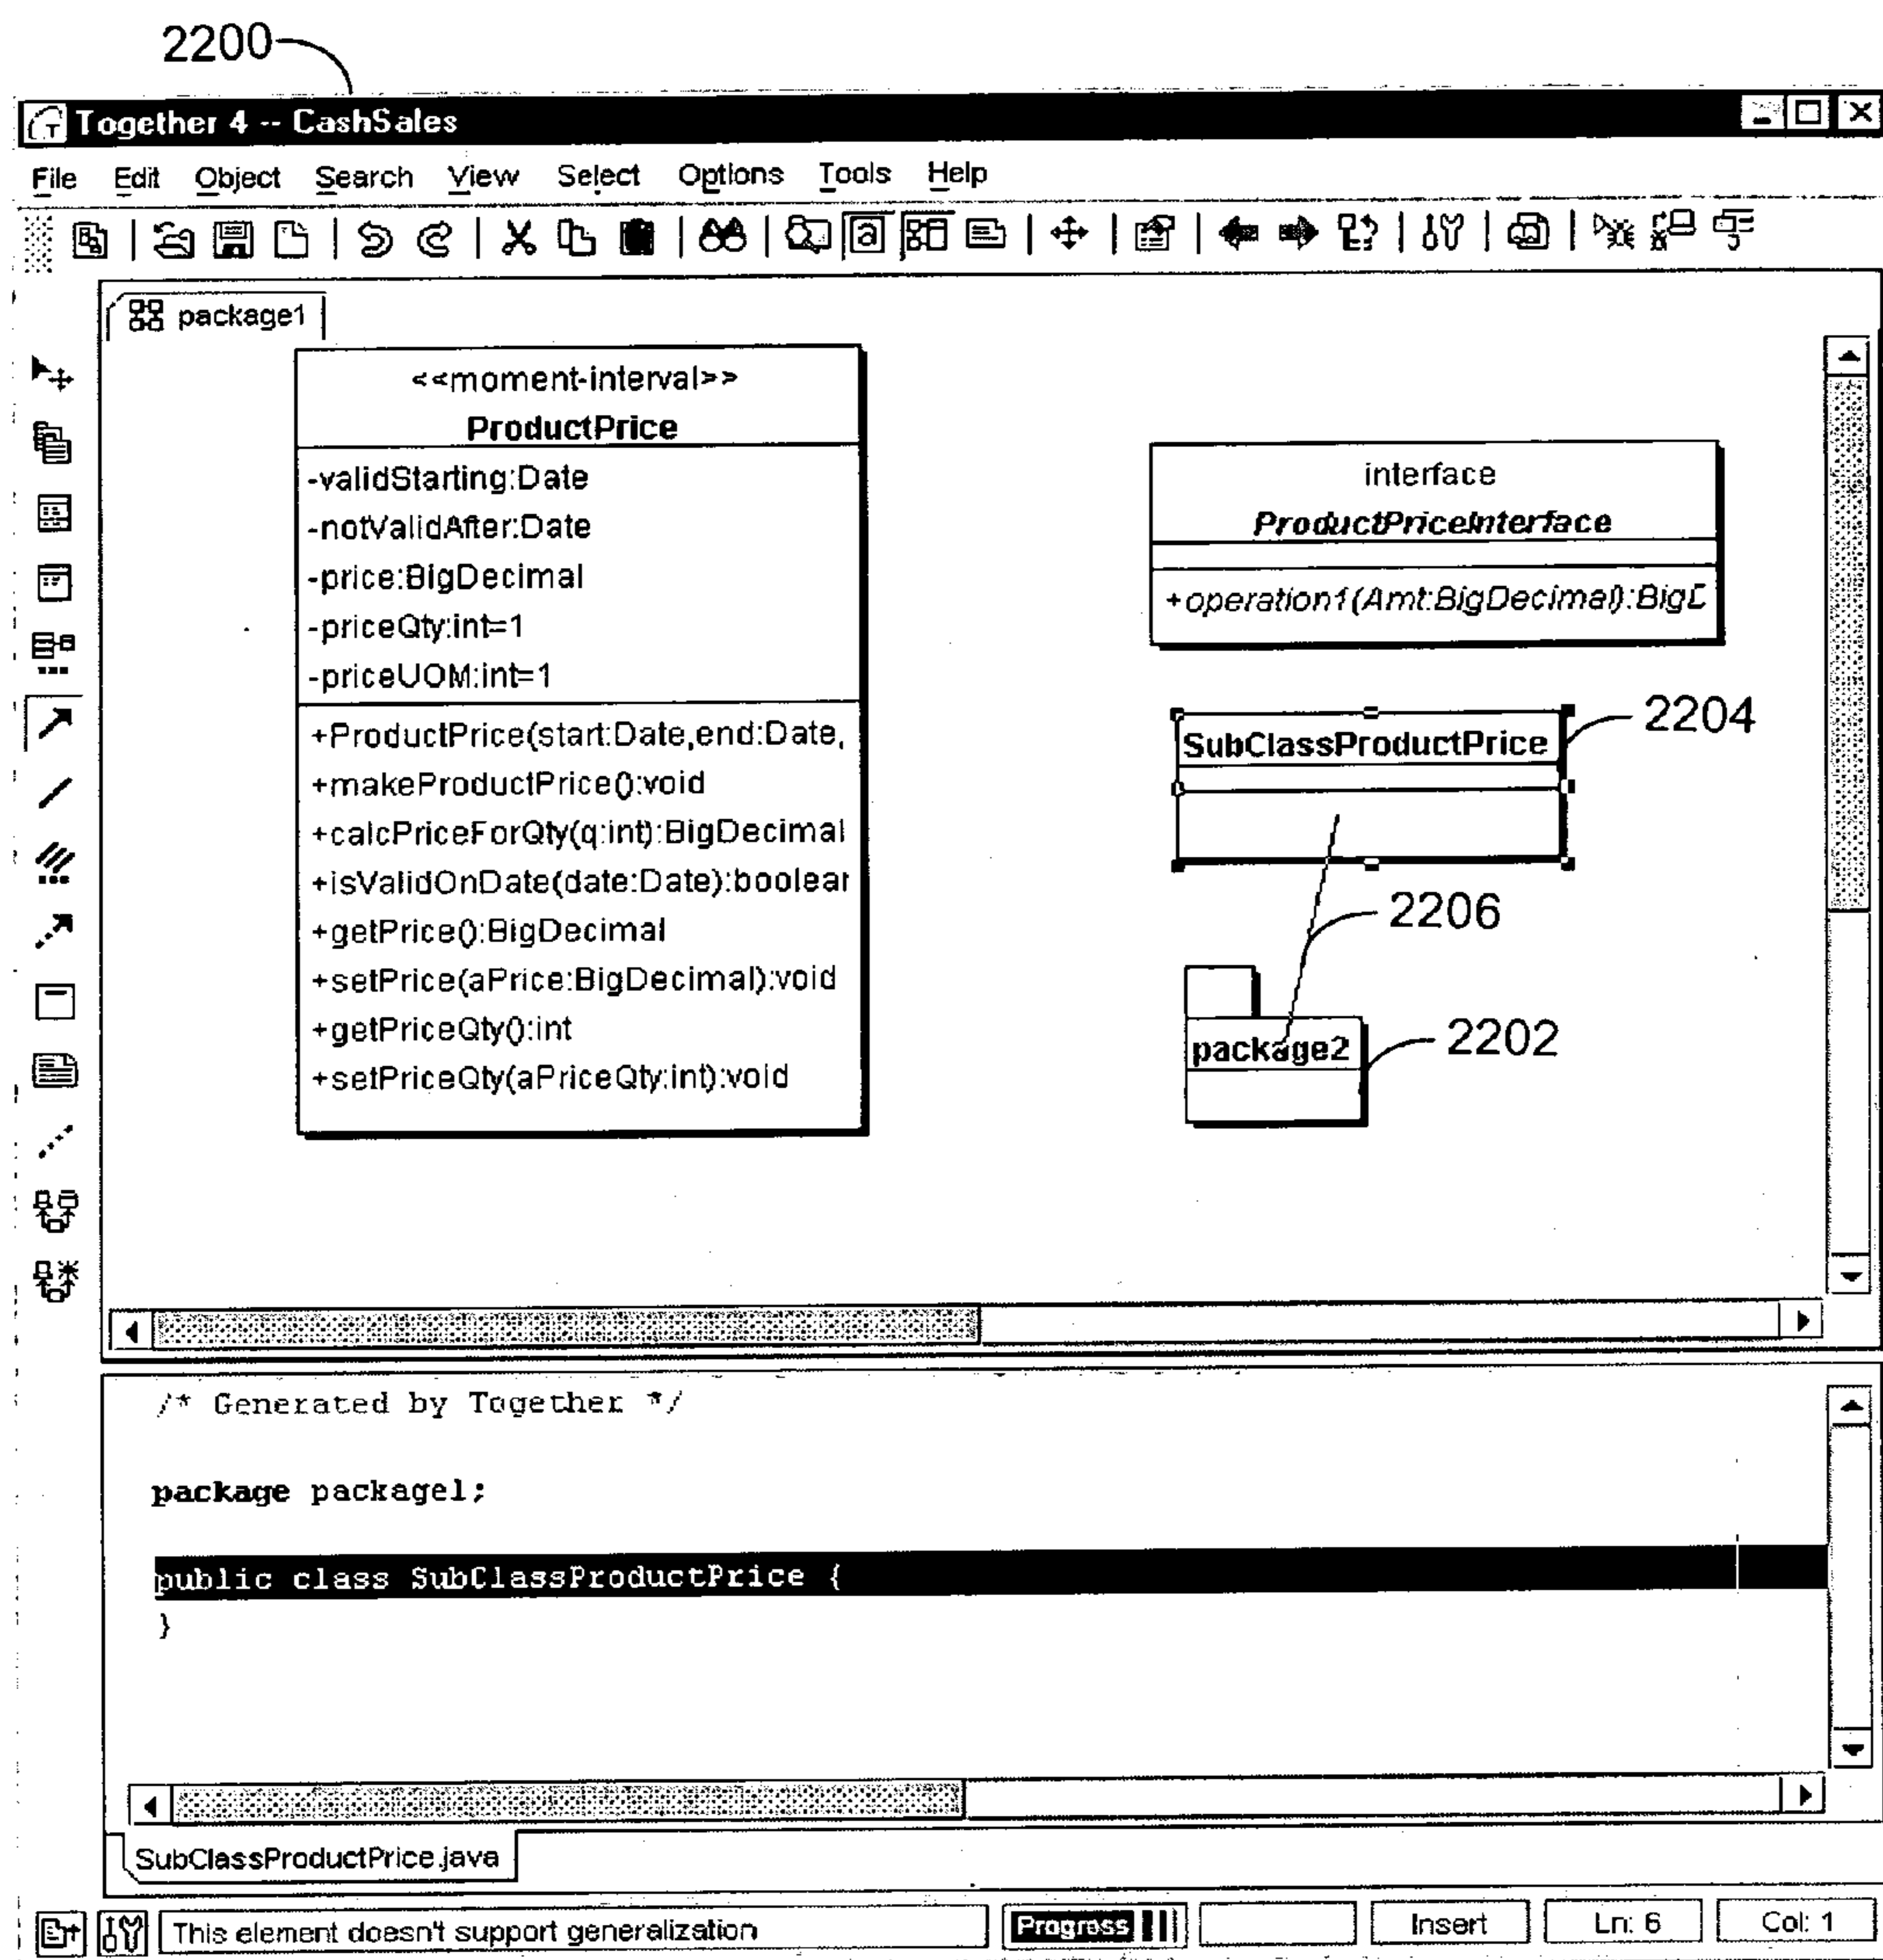 2200
Together 4 -- CashSales
File Edit Object Search View Select Options Tools Help
package1
<<moment-interval>>
ProductPrice
-validStarting:Date
-notValidAfter:Date
-price:BigDecimal
-priceQty:int=1
-priceUOM:int=1
+ProductPrice(start:Date,end:Date,
+makeProductPrice():void
+calcPriceForQty(q:int):BigDecimal
+isValidOnDate(date:Date):boolear
+getPrice():BigDecimal
+setPrice(aPrice:BigDecimal):void
+getPriceQty():int
+setPriceQty(aPriceQty:int):void
interface
ProductPriceInterface
+operation1(Amt:BigDecimal):BigD
SubClassProductPrice
2204
2206
package2
2202
/* Generated by Together */
package package1;
public class SubClassProductPrice {
}
SubClassProductPrice.java
This element doesn't support generalization
Progress
Insert
Ln: 6
Col: 1